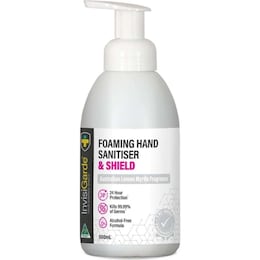 InvisiGarde
FOAMING HAND
SANITISER
& SHIELD
Australian Lemon Myrtle Fragrance
24 Hour
Protection
Kills 99.99%
of Germs
Alcohol-Free
Formula
500mL